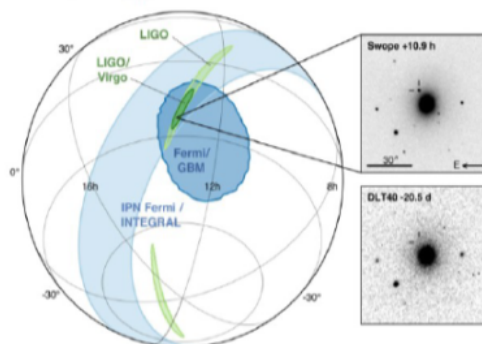 LIGO
LIGO/
Virgo
Fermi/
GBM
IPN Fermi /
INTEGRAL
30°
0°
-30°
-30°
16h
12h
8h
Swope +10.9 h
30"
E
DLT40 -20.5 d